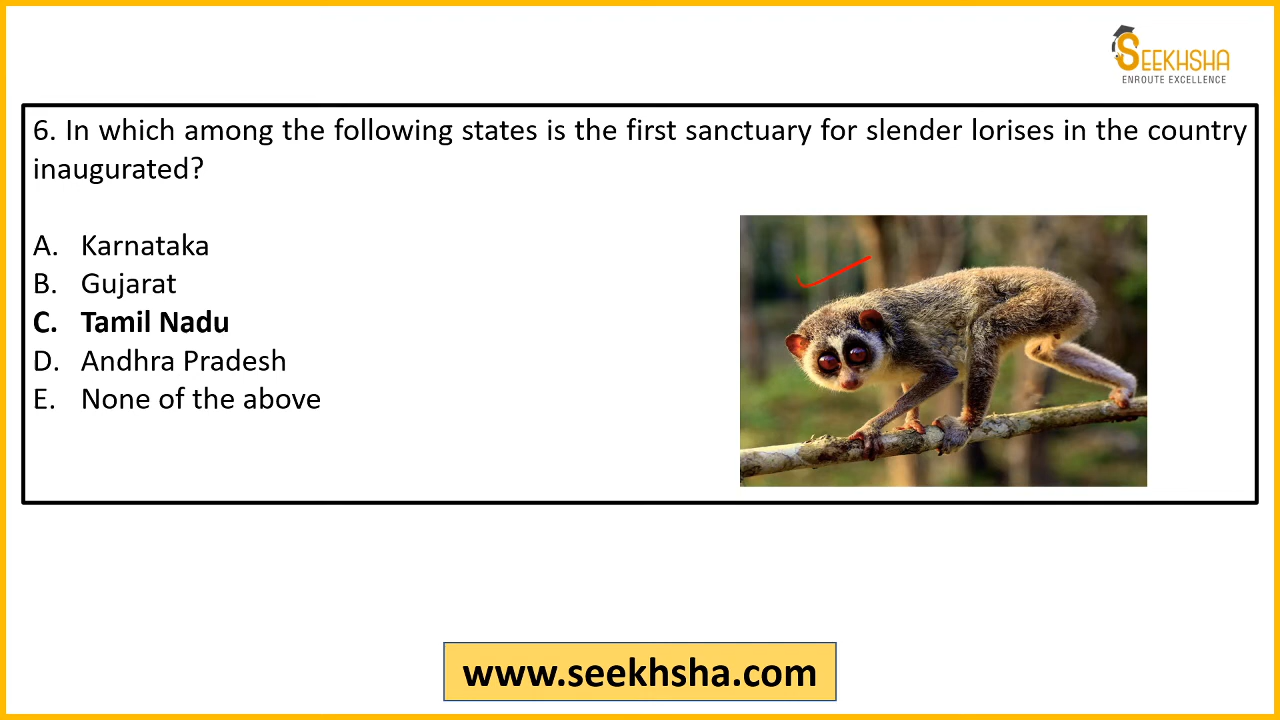 SEEKHSHA
ENROUTE EXCELLENCE
6. In which among the following states is the first sanctuary for slender lorises in the country
inaugurated?
A. Karnataka
B. Gujarat
C. Tamil Nadu
D. Andhra Pradesh
E. None of the above
www.seekhsha.com